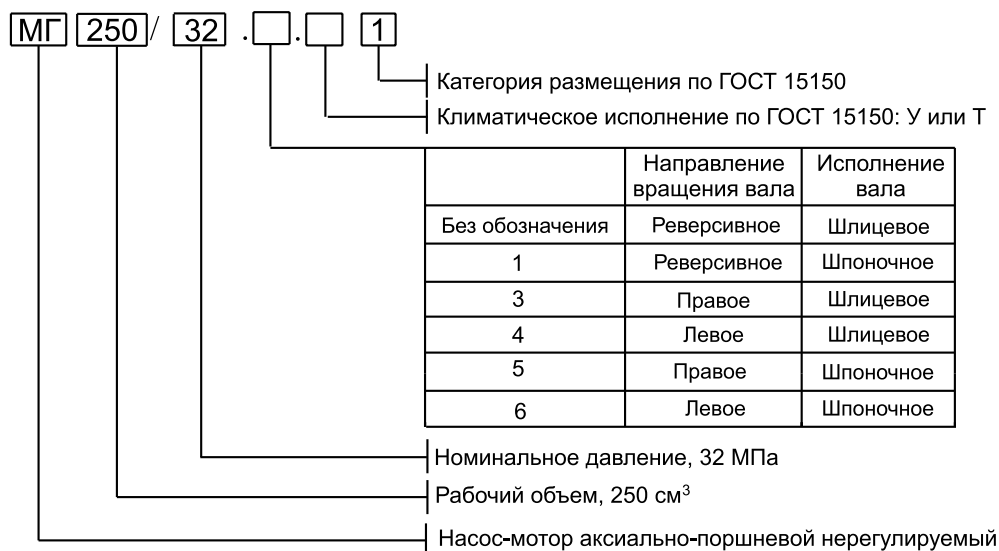 МГ 250 / 32 . . 1
Категория размещения по ГОСТ 15150
Климатическое исполнение по ГОСТ 15150: У или Т
Направление вращения вала Исполнение вала
Без обозначения Реверсивное Шлицевое
1 Реверсивное Шпоночное
3 Правое Шлицевое
4 Левое Шлицевое
5 Правое Шпоночное
6 Левое Шпоночное
Номинальное давление, 32 МПа
Рабочий объем, 250 см³
Насос-мотор аксиально-поршневой нерегулируемый